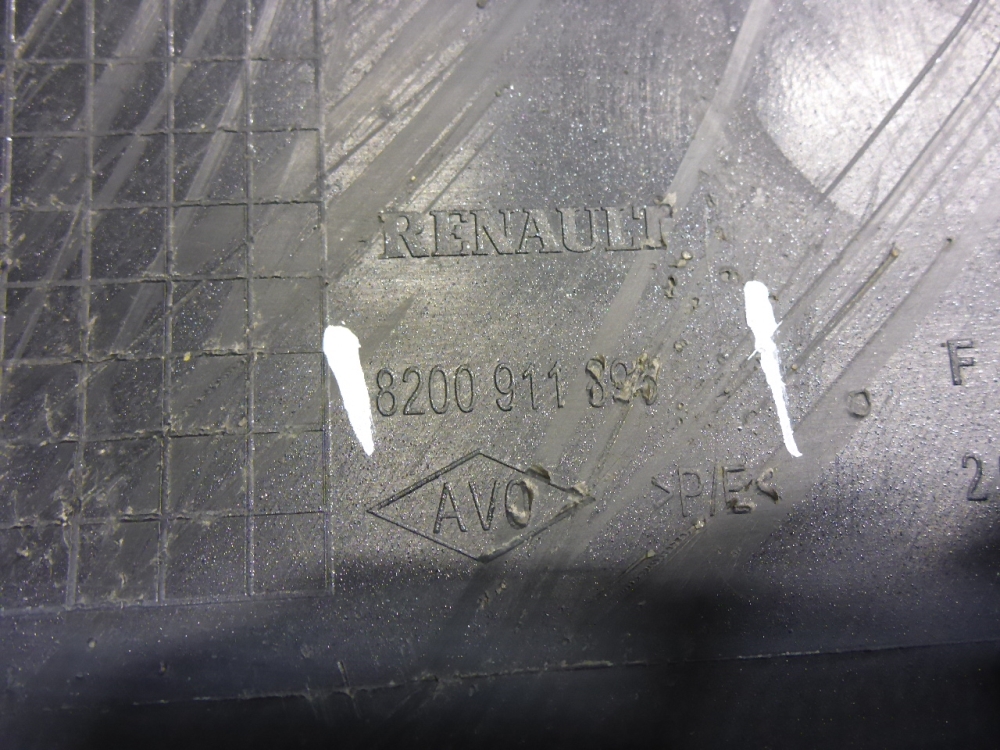 RENAULT
8200 911
F
AVO
>P/E<